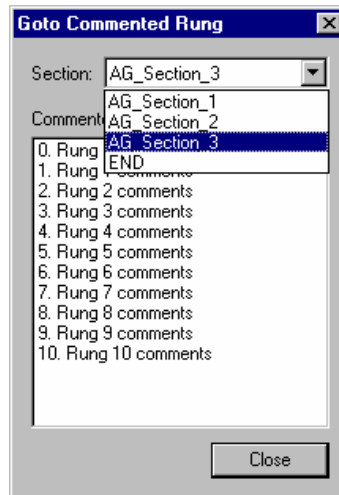 Goto Commented Rung
Section: AG_Section_3
AG_Section_1
AG_Section_2
AG_Section_3
END
0. Rung
2. Rung 2 comments
3. Rung 3 comments
4. Rung 4 comments
5. Rung 5 comments
6. Rung 6 comments
7. Rung 7 comments
8. Rung 8 comments
9. Rung 9 comments
10. Rung 10 comments
Close